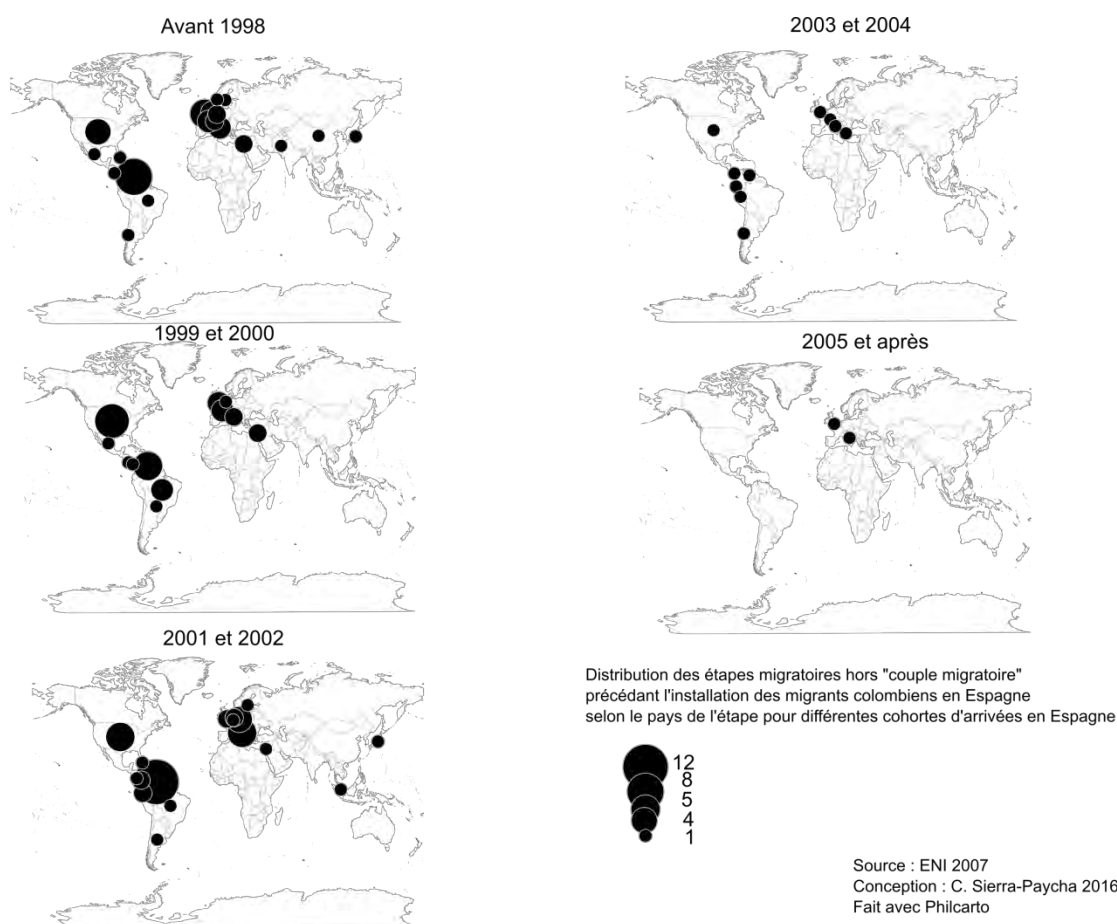 Avant 1998
2003 et 2004
1999 et 2000
2005 et après
2001 et 2002
Distribution des étapes migratoires hors "couple migratoire"
précédant l'installation des migrants colombiens en Espagne
selon le pays de l'étape pour différentes cohortes d'arrivées en Espagne
12
8
5
4
1
Source : ENI 2007
Conception : C. Sierra-Paycha 2016
Fait avec Philcarto